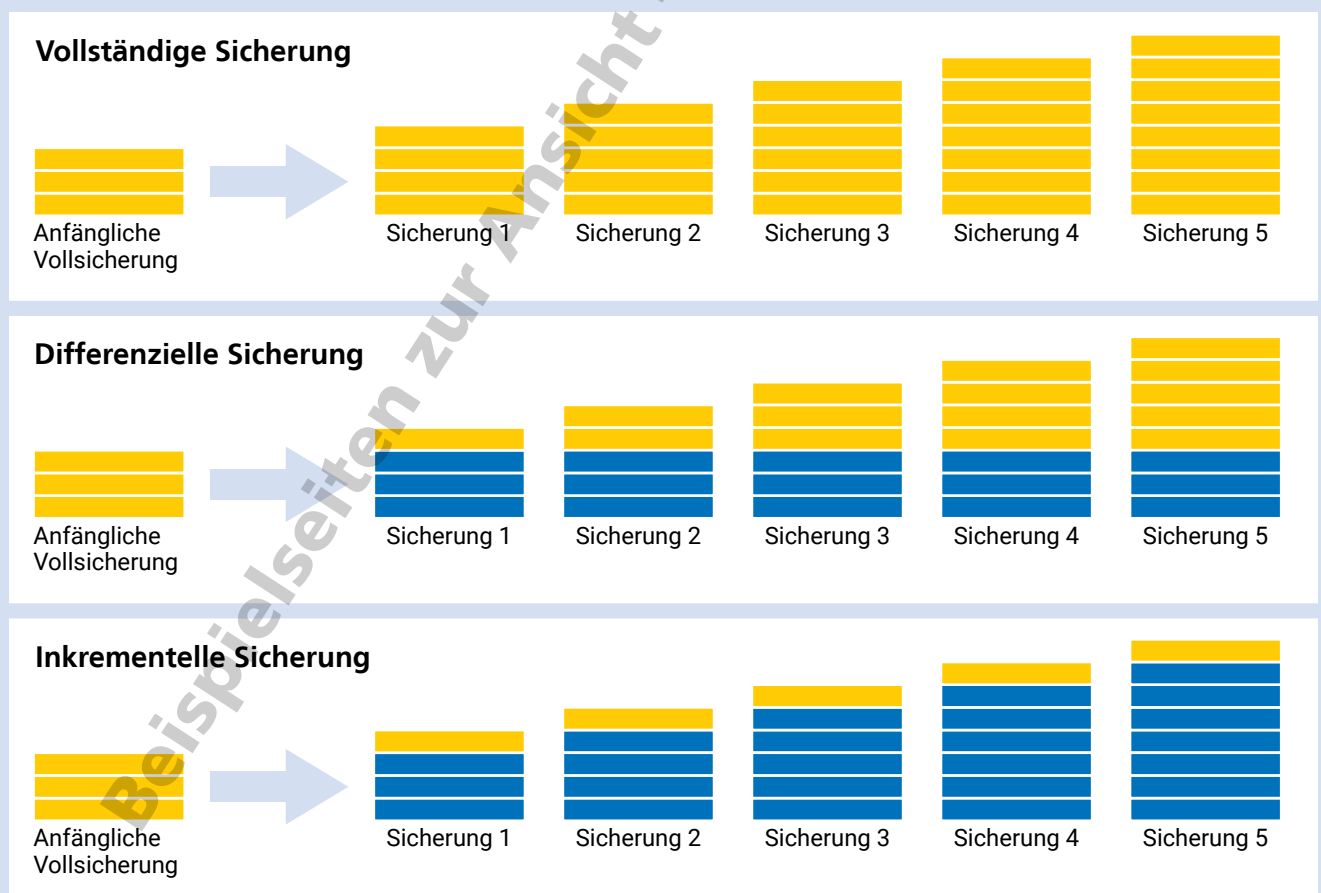 Vollständige Sicherung
Anfängliche
Vollsicherung
Sicherung 1
Sicherung 2
Sicherung 3
Sicherung 4
Sicherung 5
Differenzielle Sicherung
Anfängliche
Vollsicherung
Sicherung 1
Sicherung 2
Sicherung 3
Sicherung 4
Sicherung 5
Inkrementelle Sicherung
Anfängliche
Vollsicherung
Sicherung 1
Sicherung 2
Sicherung 3
Sicherung 4
Sicherung 5
Beispielseiten zur Ansicht